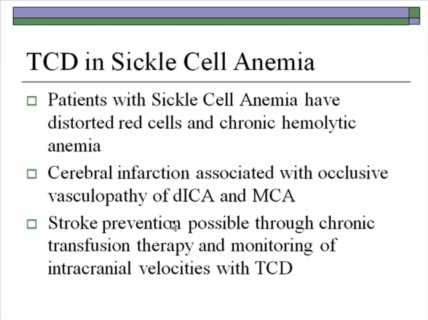 TCD in Sickle Cell Anemia
Patients with Sickle Cell Anemia have
distorted red cells and chronic hemolytic
anemia
Cerebral infarction associated with occlusive
vasculopathy of dICA and MCA
Stroke prevention possible through chronic
transfusion therapy and monitoring of
intracranial velocities with TCD